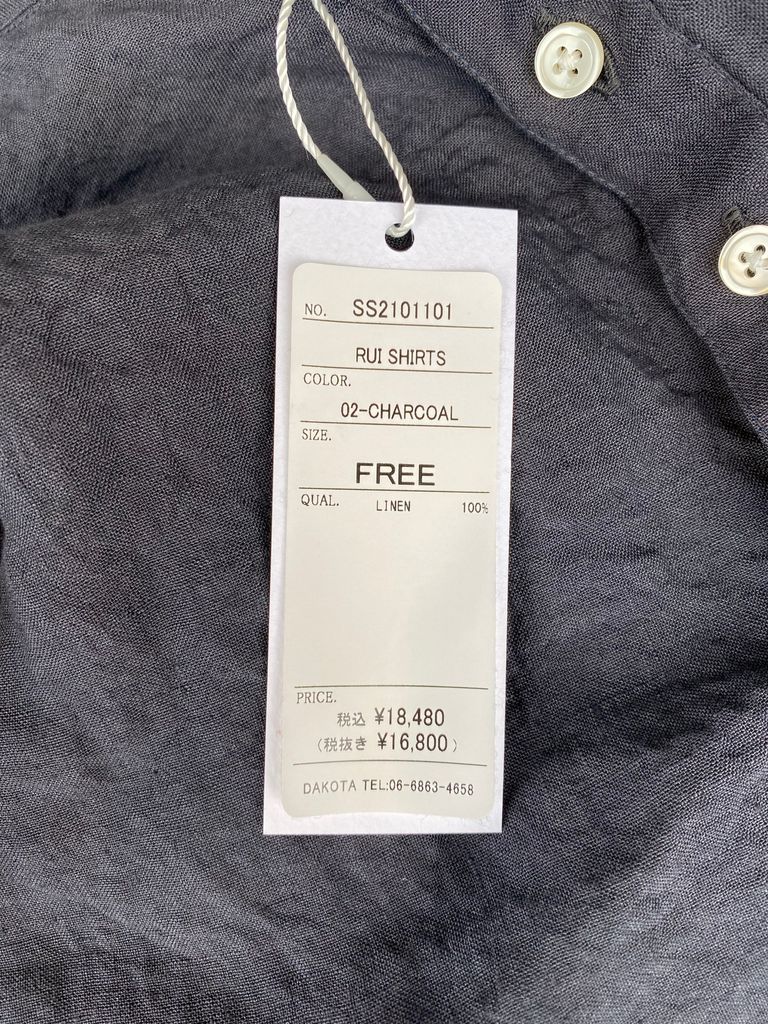 NO. SS2101101
RUI SHIRTS
COLOR.
02-CHARCOAL
SIZE.
FREE
QUAL. LINEN 100%
PRICE.
税込 ¥18,480
(税抜き ¥16,800)
DAKOTA TEL:06-6863-4658